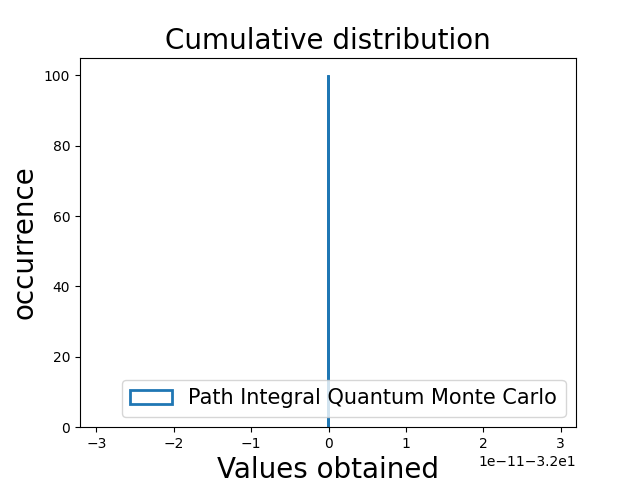 Cumulative distribution
occurrence
100
80
60
40
20
0
Path Integral Quantum Monte Carlo
−3 −2 −1 0 1 2 3
1e−11−3.2e1
Values obtained